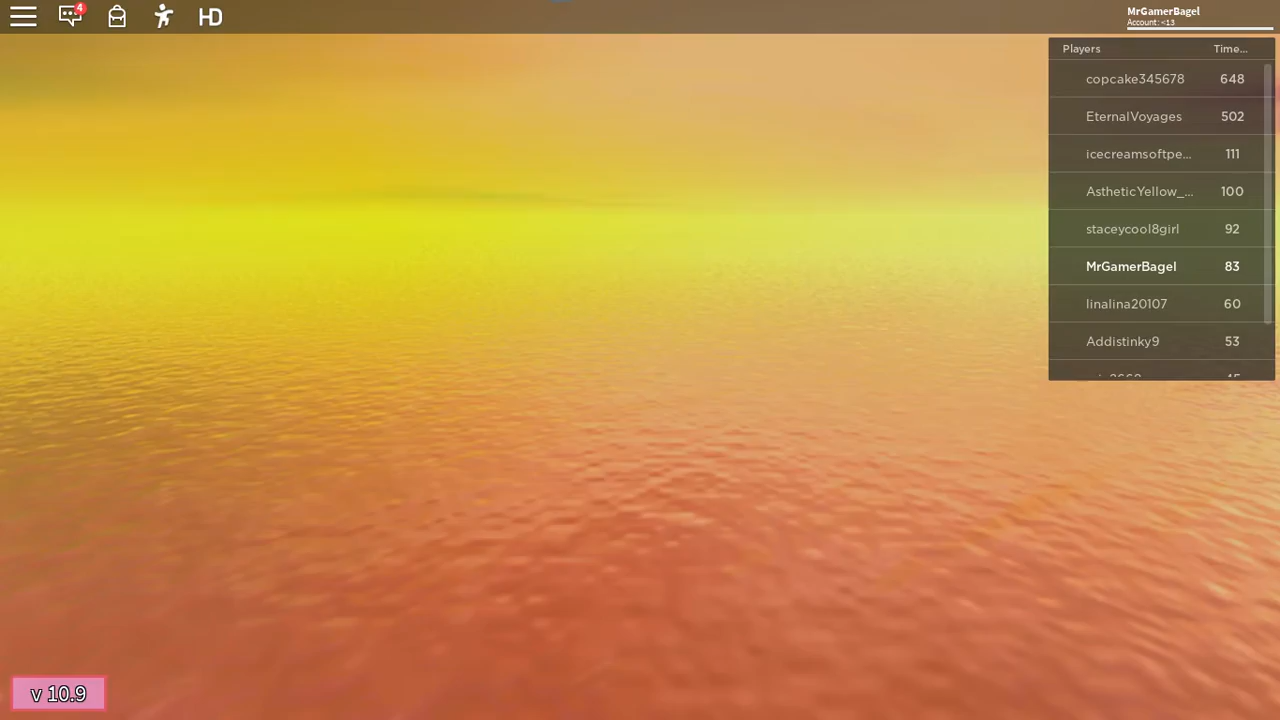 4
HD
MrGamerBagel
Account: <13
Players Time...
copcake345678 648
EternalVoyages 502
icecreamsoftpe... 111
AstheticYellow_... 100
staceycool8girl 92
MrGamerBagel 83
linalina20107 60
Addistinky9 53
v 10.9